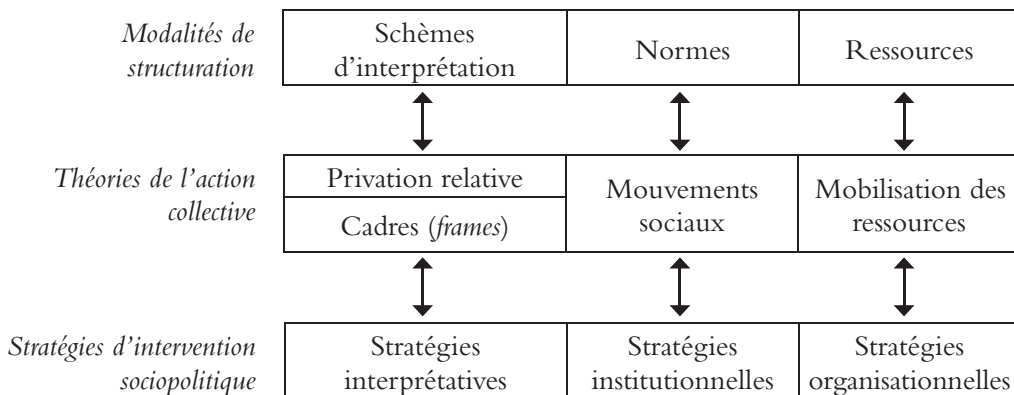 Modalités de
structuration
Schèmes
d'interprétation
Normes
Ressources
Théories de l'action
collective
Privation relative
Cadres (frames)
Mouvements
sociaux
Mobilisation des
ressources
Stratégies d'intervention
sociopolitique
Stratégies
interprétatives
Stratégies
institutionnelles
Stratégies
organisationnelles